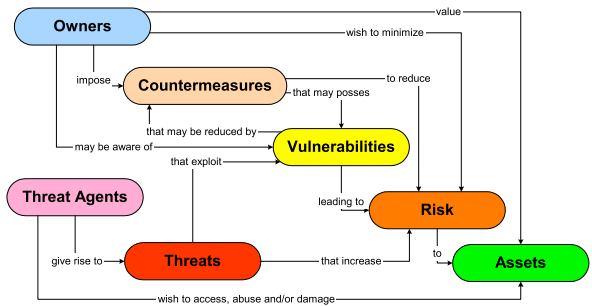 value
Owners
wish to minimize
impose
Countermeasures
to reduce
that may posses
that may be reduced by
may be aware of
Vulnerabilities
that exploit
Threat Agents
leading to
Risk
give rise to
Threats
that increase
to
Assets
wish to access, abuse and/or damage